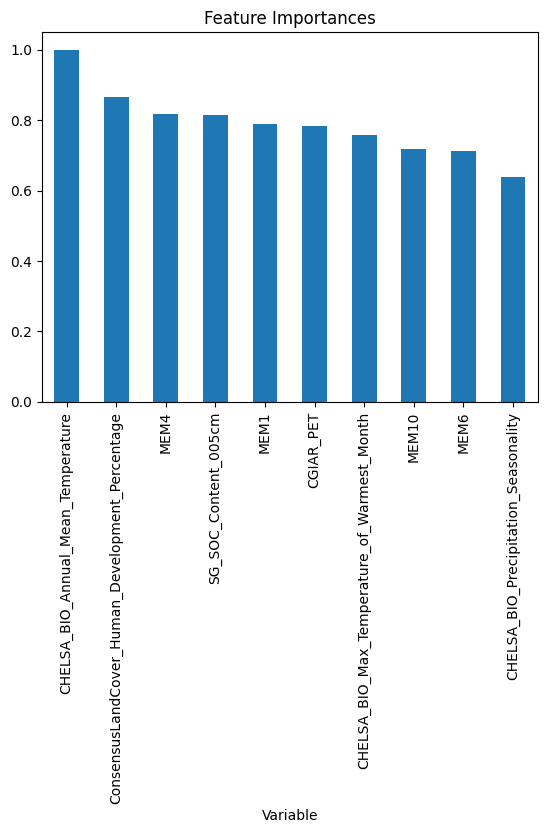 Feature Importances
1.0
0.8
0.6
0.4
0.2
0.0
CHELSA_BIO_Annual_Mean_Temperature
ConsensusLandCover_Human_Development_Percentage
MEM4
SG_SOC_Content_005cm
MEM1
CGIAR_PET
CHELSA_BIO_Max_Temperature_of_Warmest_Month
MEM10
MEM6
CHELSA_BIO_Precipitation_Seasonality
Variable